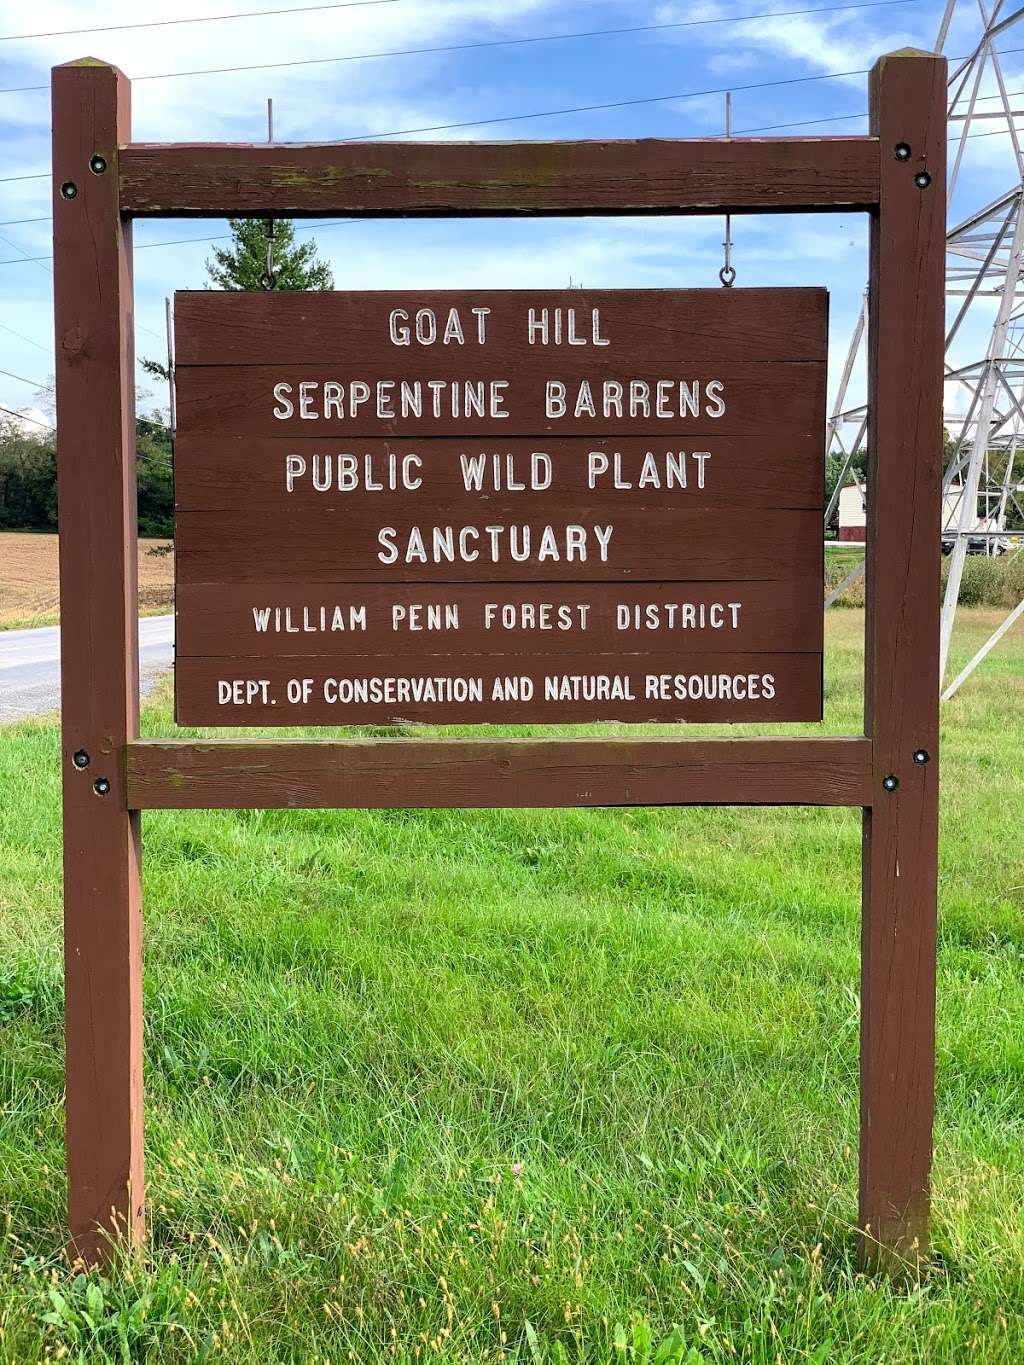 GOAT HILL
SERPENTINE BARRENS
PUBLIC WILD PLANT
SANCTUARY
WILLIAM PENN FOREST DISTRICT
DEPT. OF CONSERVATION AND NATURAL RESOURCES